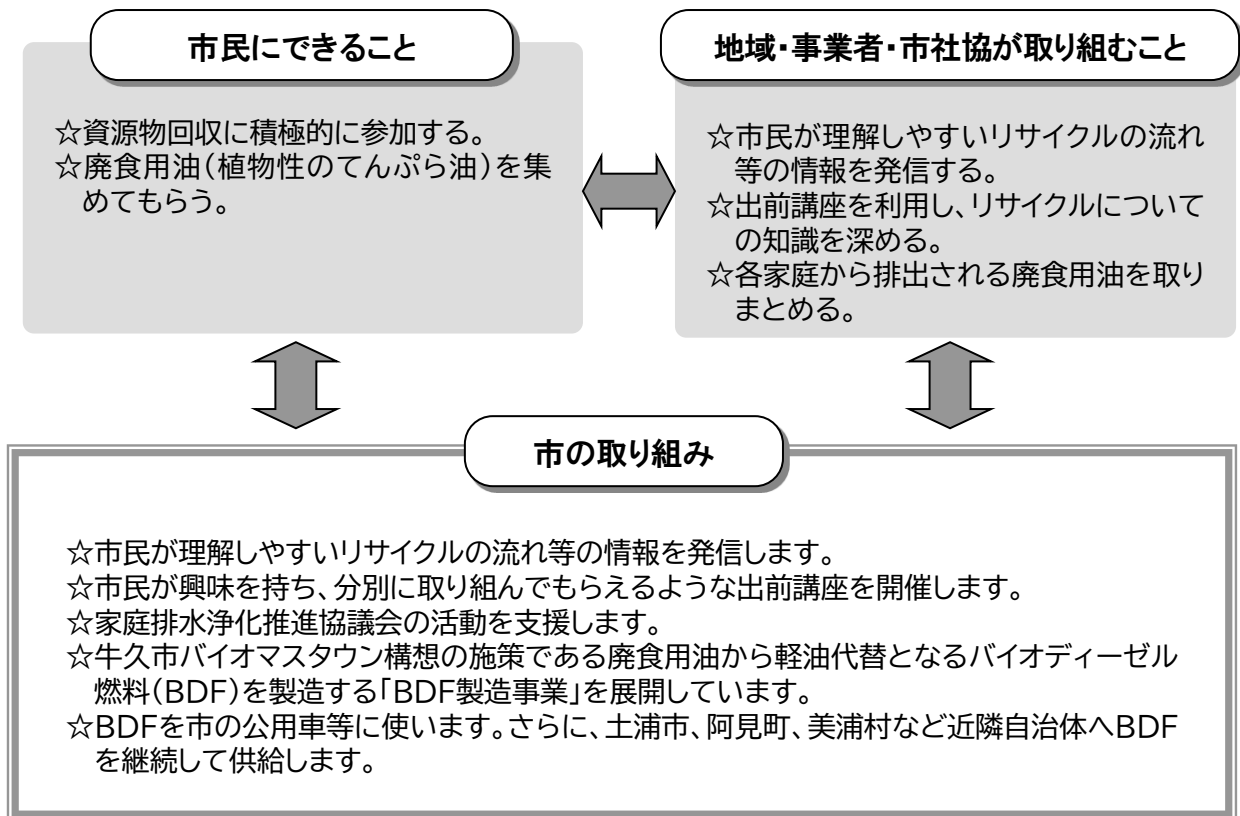 市民にできること
☆資源物回収に積極的に参加する。
☆廃食用油(植物性のてんぷら油)を集
めてもらう。
地域・事業者・市社協が取り組むこと
☆市民が理解しやすいリサイクルの流れ
等の情報を発信する。
☆出前講座を利用し、リサイクルについて
の知識を深める。
☆各家庭から排出される廃食用油を取り
まとめる。
市の取り組み
☆市民が理解しやすいリサイクルの流れ等の情報を発信します。
☆市民が興味を持ち、分別に取り組んでもらえるような出前講座を開催します。
☆家庭排水浄化推進協議会の活動を支援します。
☆牛久市バイオマスタウン構想の施策である廃食用油から軽油代替となるバイオディーゼル
燃料(BDF)を製造する「BDF製造事業」を展開しています。
☆BDFを市の公用車等に使います。さらに、土浦市、阿見町、美浦村など近隣自治体へBDF
を継続して供給します。